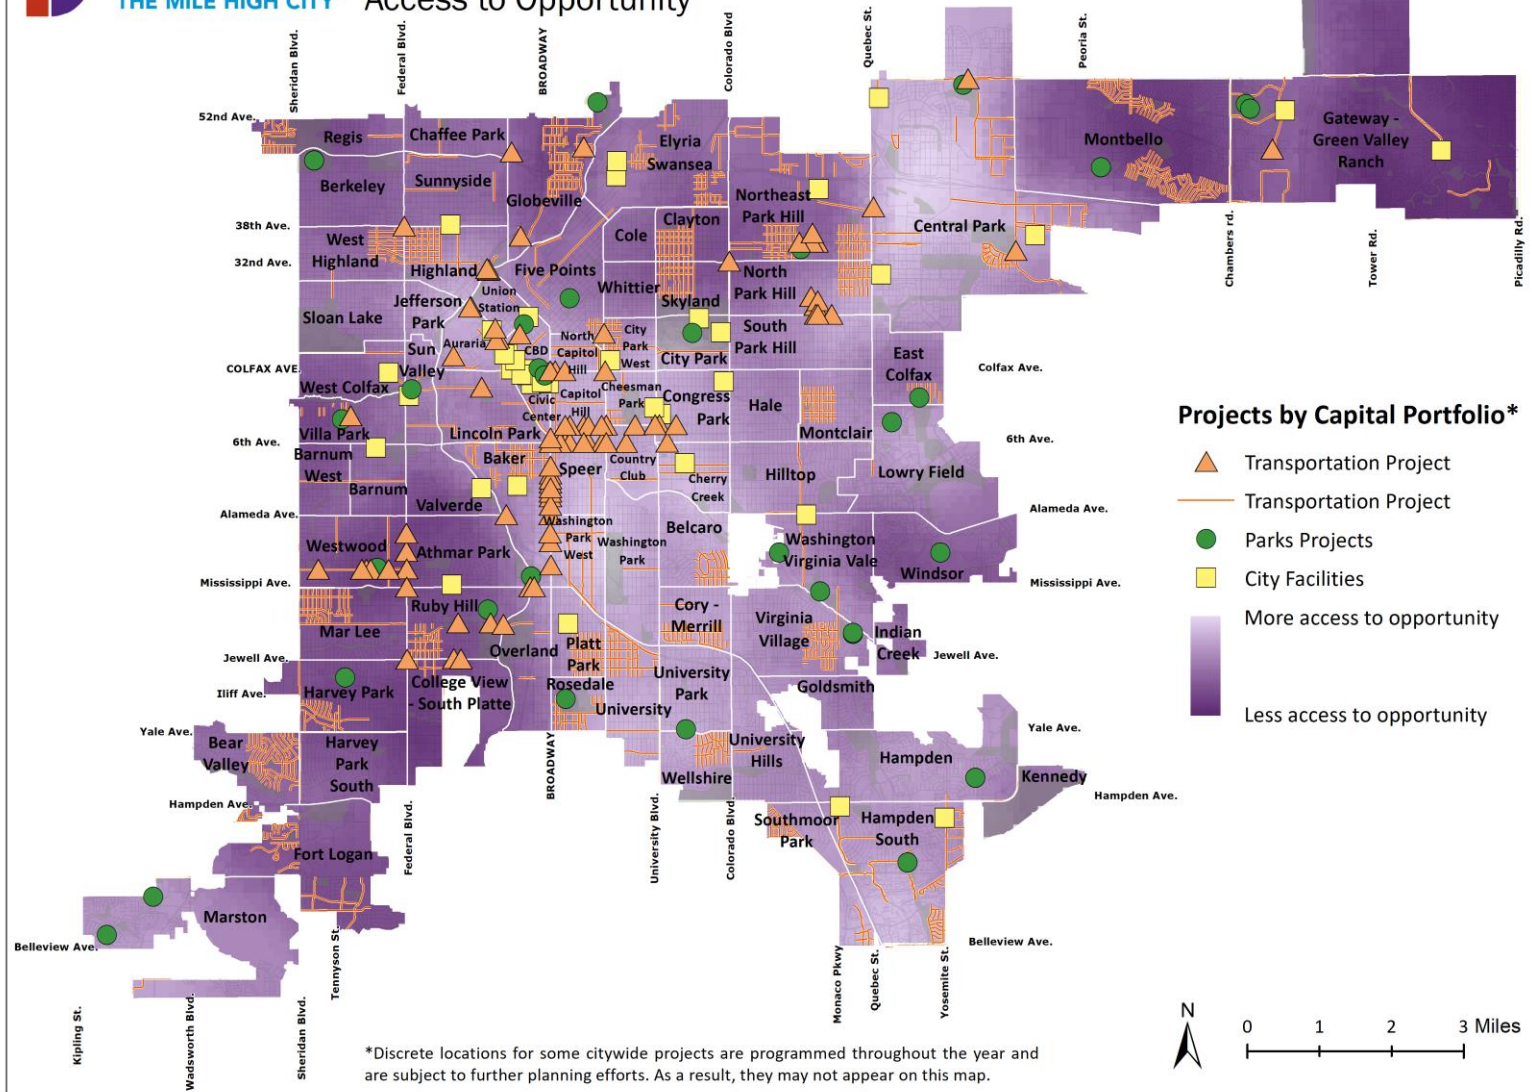 THE MILE HIGH CITY
Access to Opportunity
Sheridan Blvd.
Federal Blvd.
BROADWAY
Colorado Blvd
Quebec St.
Peoria St.
52nd Ave.
Regis
Chaffee Park
Elyria
Swansea
Montbello
Gateway -
Green Valley
Ranch
Berkeley
Sunnyside
Globeville
Northeast
Park Hill
38th Ave.
West
Highland
Clayton
Cole
Central Park
Chambers rd.
Tower Rd.
Picadilly Rd.
32nd Ave.
Highland
Five Points
Whittier
Skyland
North
Park Hill
Union
Station
Jefferson
Park
Sloan Lake
Auraria
CBD
North
Capitol
Hill
City
Park
West
City Park
South
Park Hill
East
Colfax
Sun
Valley
COLFAX AVE.
Colfax Ave.
West Colfax
Civic
Center
Capitol
Hill
Cheesman
Park
Congress
Park
Hale
Montclair
Villa Park
6th Ave.
Lincoln Park
6th Ave.
Barnum
West
Baker
Speer
Country
Club
Cherry
Creek
Hilltop
Lowry Field
Barnum
Valverde
Alameda Ave.
Alameda Ave.
Washington
Park
West
Washington
Park
Belcaro
Washington
Virginia Vale
Windsor
Westwood
Athmar Park
Mississippi Ave.
Mississippi Ave.
Ruby Hill
Mar Lee
Overland
Platt
Park
Cory -
Merrill
Virginia
Village
Indian
Creek
Jewell Ave.
Jewell Ave.
Iliff Ave.
Harvey Park
College View
- South Platte
Rosedale
University
University
Park
Goldsmith
Yale Ave.
Yale Ave.
Bear
Valley
Harvey
Park
South
BROADWAY
Wellshire
University
Hills
Hampden
Kennedy
Hampden Ave.
Hampden Ave.
Federal Blvd.
University Blvd.
Colorado Blvd.
Southmoor
Park
Hampden
South
Fort Logan
Marston
Belleview Ave.
Belleview Ave.
Kipling St.
Wadsworth Blvd.
Sheridan Blvd.
Tennyson St.
Monaco Pkwy
Quebec St.
Yosemite St.
Projects by Capital Portfolio*
Transportation Project
Transportation Project
Parks Projects
City Facilities
More access to opportunity
Less access to opportunity
N
0 1 2 3 Miles
*Discrete locations for some citywide projects are programmed throughout the year and
are subject to further planning efforts. As a result, they may not appear on this map.